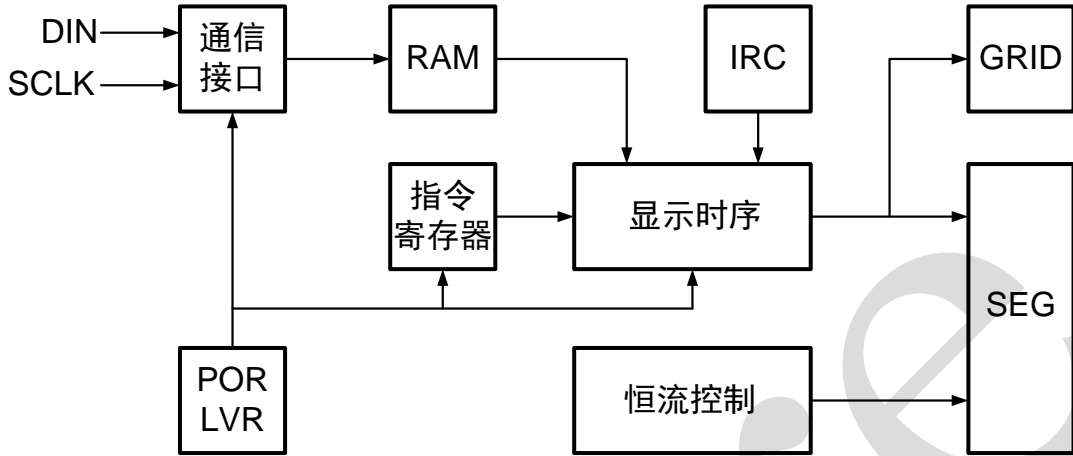 DIN
SCLK
通信
接口
RAM
IRC
GRID
指令
寄存器
显示时序
SEG
POR
LVR
恒流控制